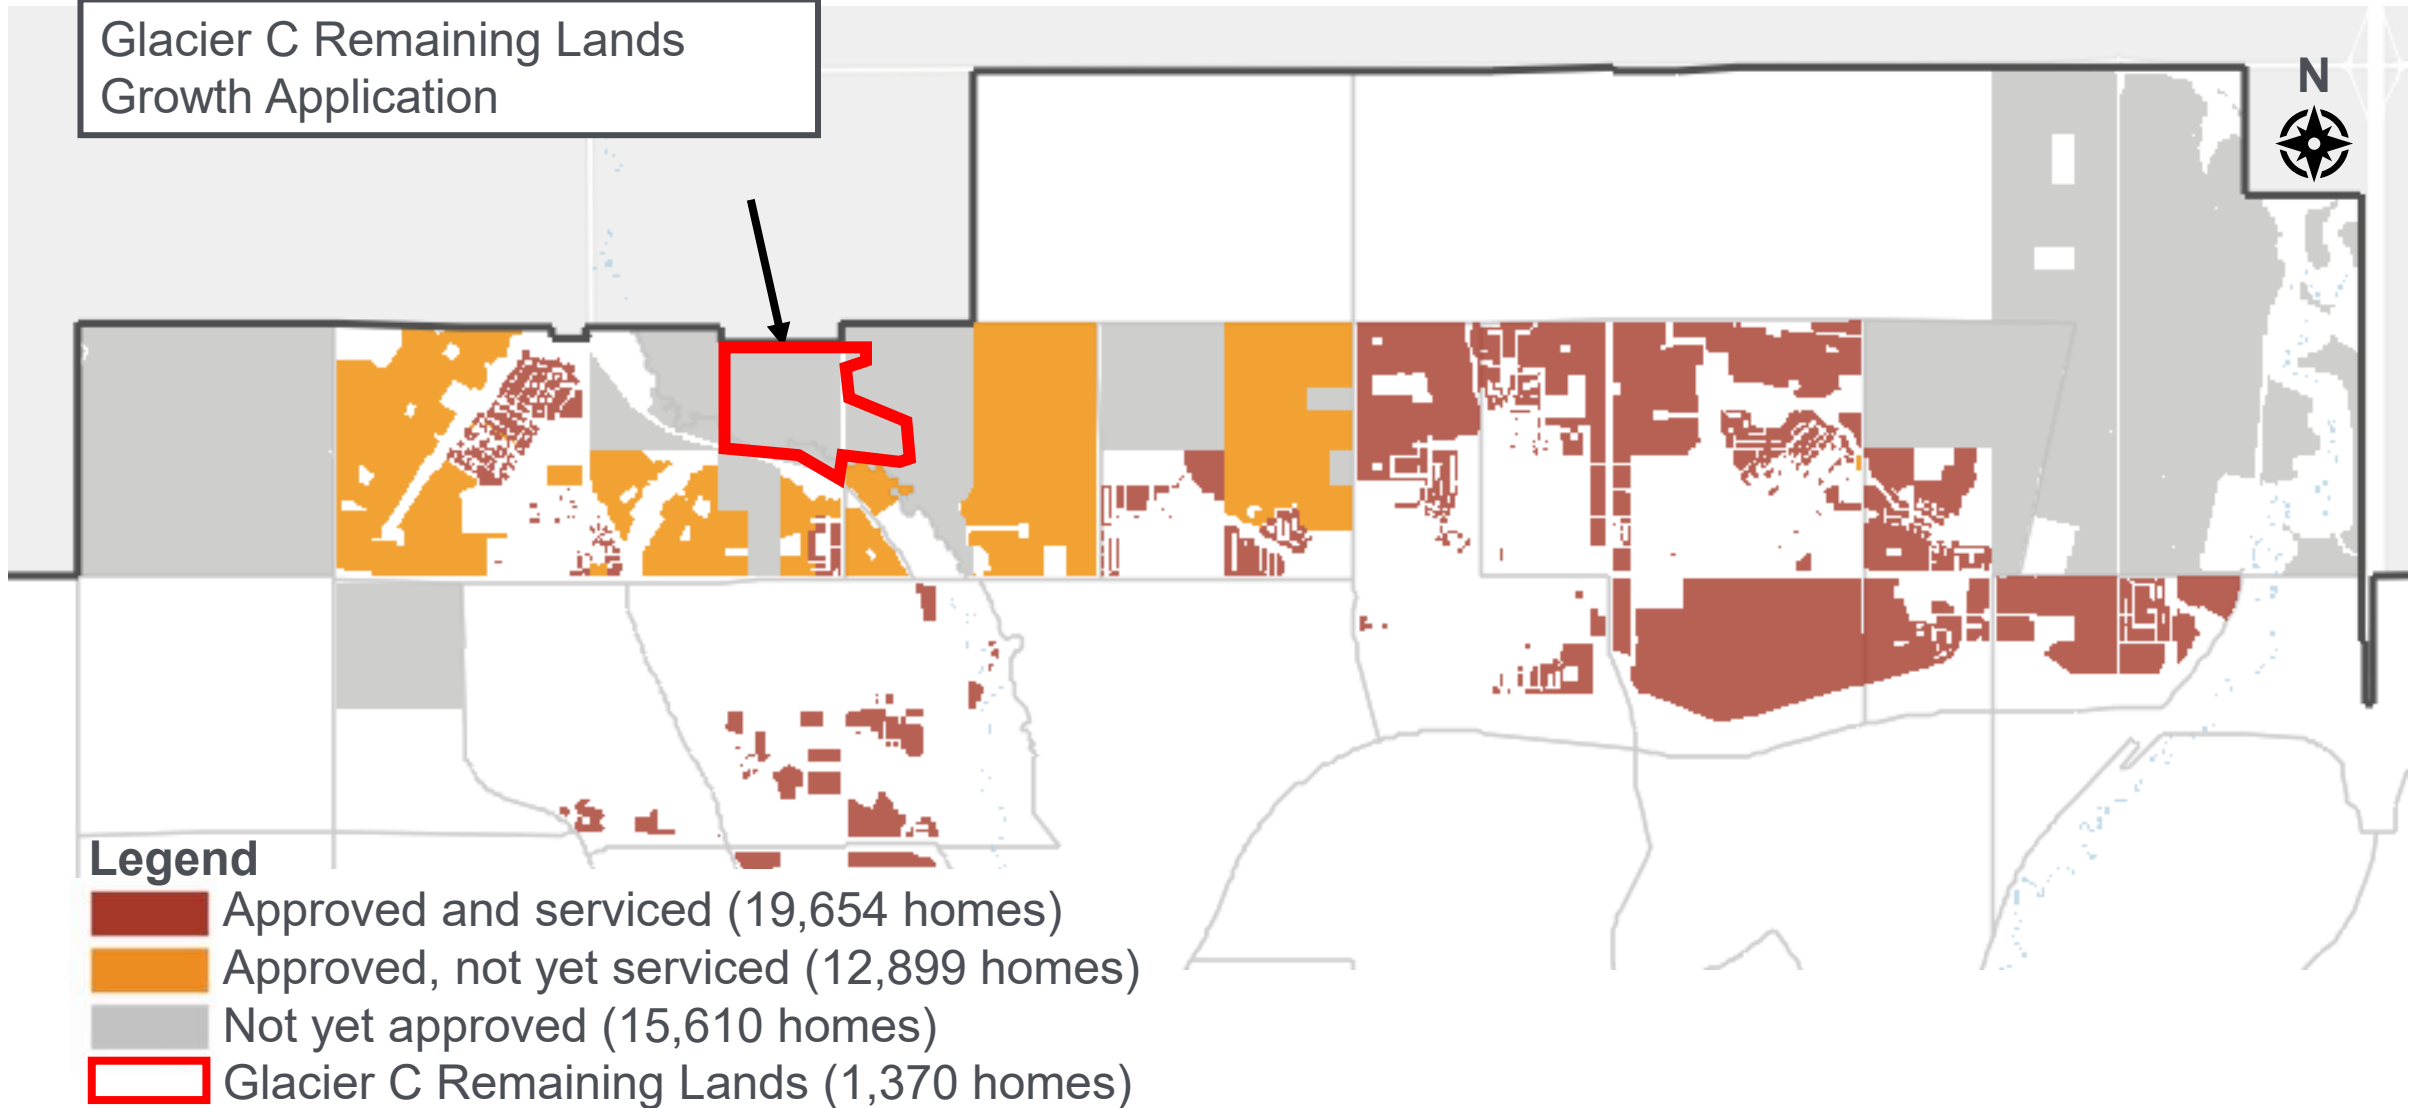 Glacier C Remaining Lands
Growth Application
N
Legend
Approved and serviced (19,654 homes)
Approved, not yet serviced (12,899 homes)
Not yet approved (15,610 homes)
Glacier C Remaining Lands (1,370 homes)